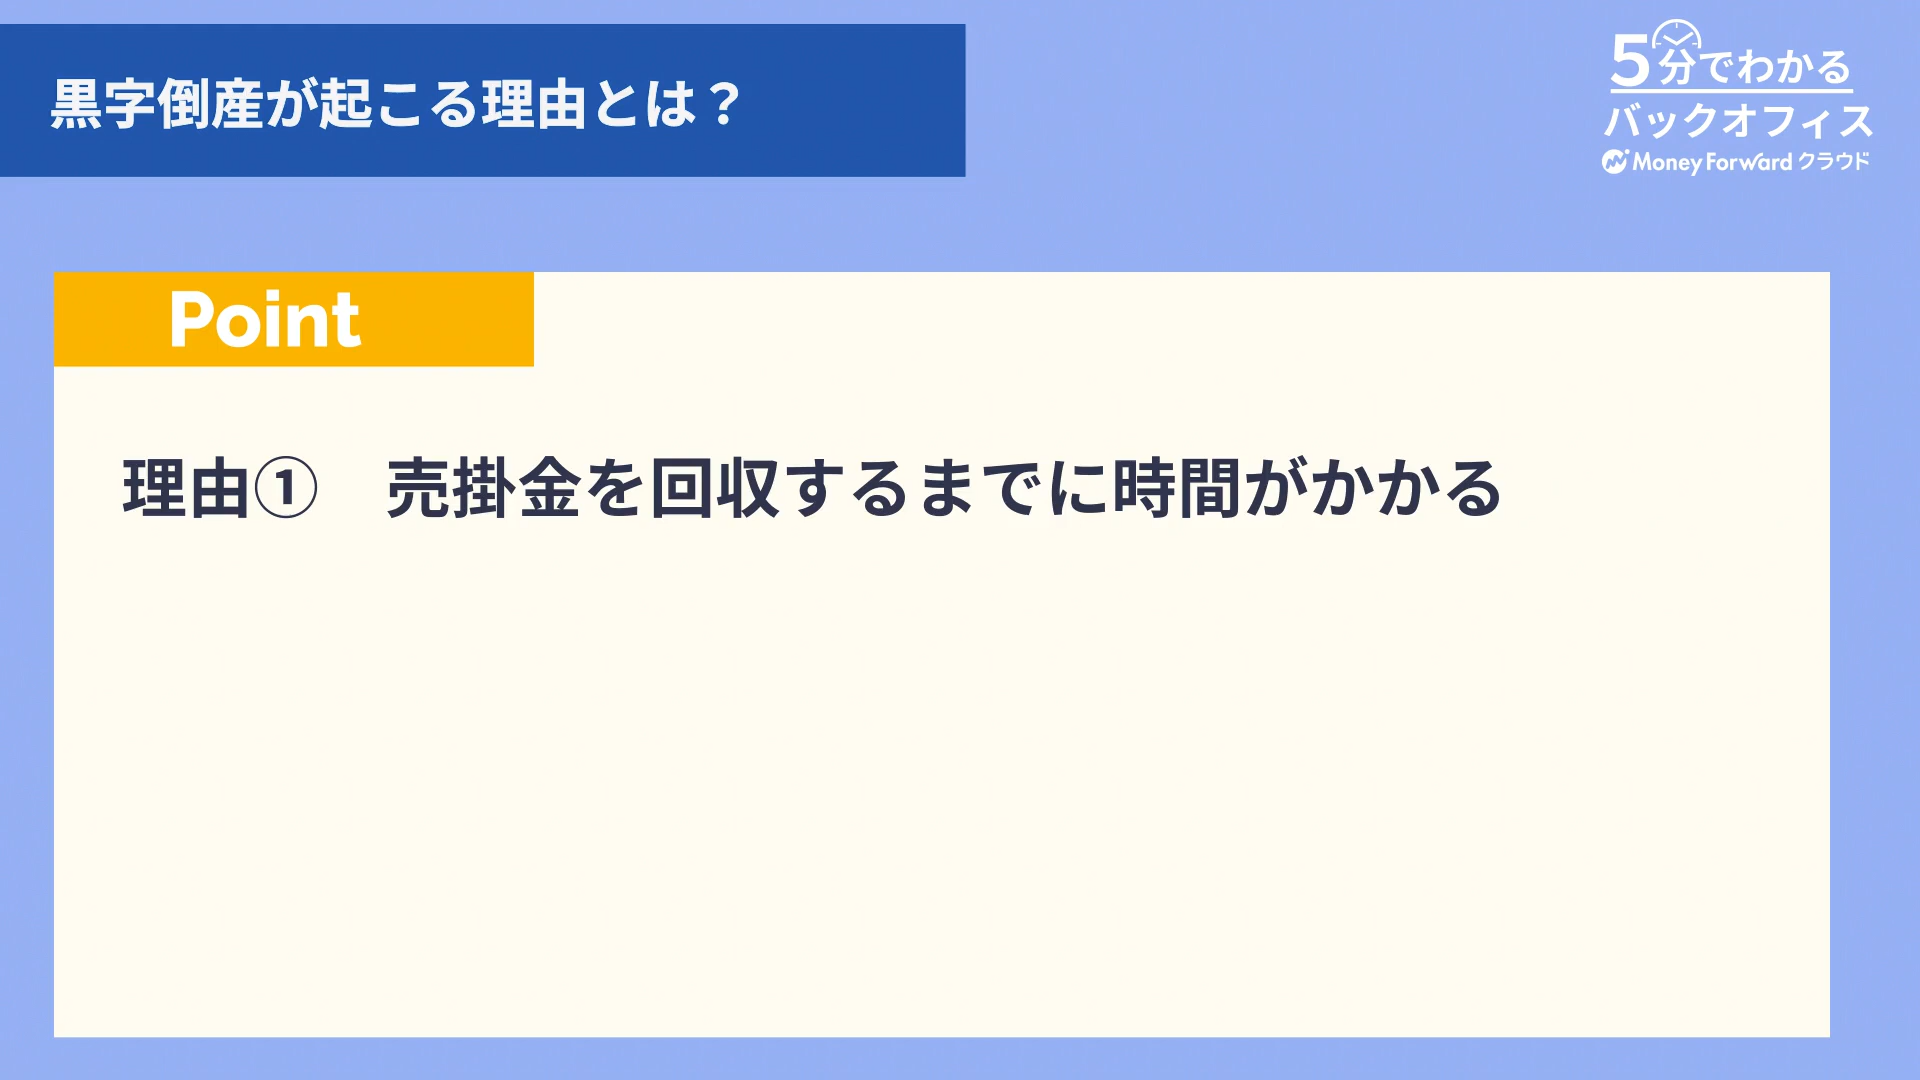 黒字倒産が起こる理由とは？
5分でわかる
バックオフィス
Money Forward クラウド
Point
理由①　売掛金を回収するまでに時間がかかる